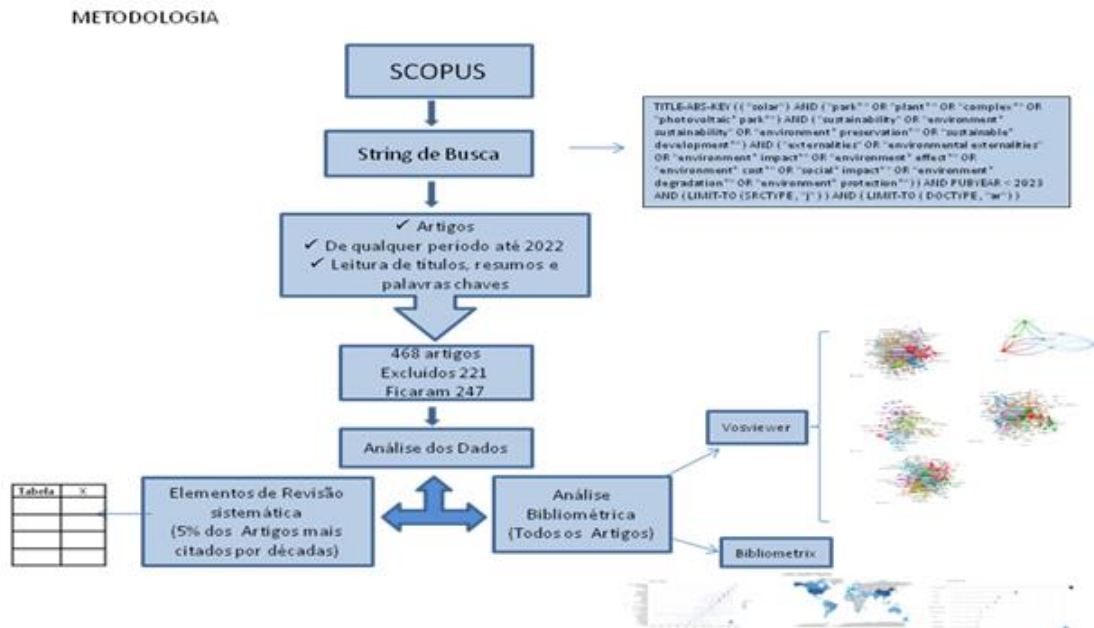 METODOLOGIA
SCOPUS
String de Busca
TITLE-ABS-KEY (( "solar") AND ("park*" OR "plant*" OR "complex*" OR
"photovoltaic* park*") AND ("sustainability" OR "environment*
sustainability" OR "environment* preservation*" OR "sustainable*
development*") AND ("externalities" OR "environmental externalities"
OR "environment* impact*" OR "environment* effect*" OR
"environment* cost*" OR "social* impact*" OR "environment*
degradation*" OR "environment* protection*")) AND PUBYEAR < 2023
AND (LIMIT-TO (SRCTYPE, "j")) AND (LIMIT-TO ( DOCTYPE, "ar"))
✓ Artigos
✓ De qualquer período até 2022
✓ Leitura de títulos, resumos e
palavras chaves
468 artigos
Excluídos 221
Ficaram 247
Análise dos Dados
Vosviewer
Tabela X
Elementos de Revisão
sistemática
(5% dos Artigos mais
citados por décadas)
Análise
Bibliométrica
(Todos os Artigos)
Bibliometrix